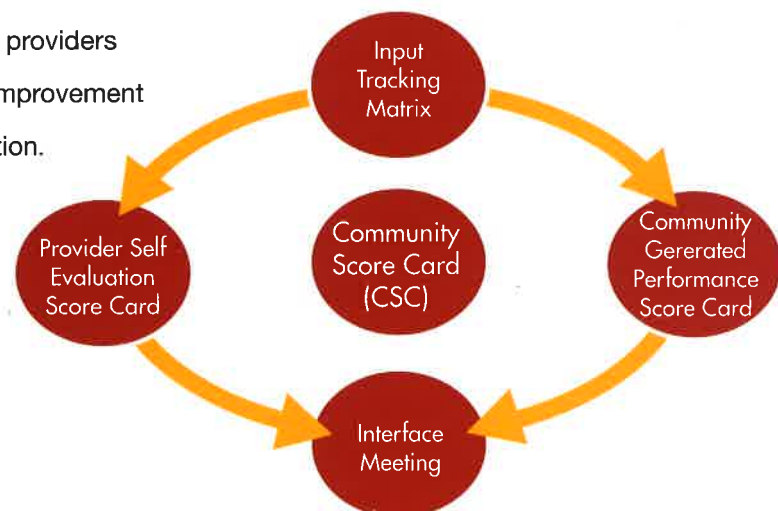 providers
mprovement
tion.
Input
Tracking
Matrix
Provider Self
Evaluation
Score Card
Community
Score Card
(CSC)
Community
Gererated
Performance
Score Card
Interface
Meeting